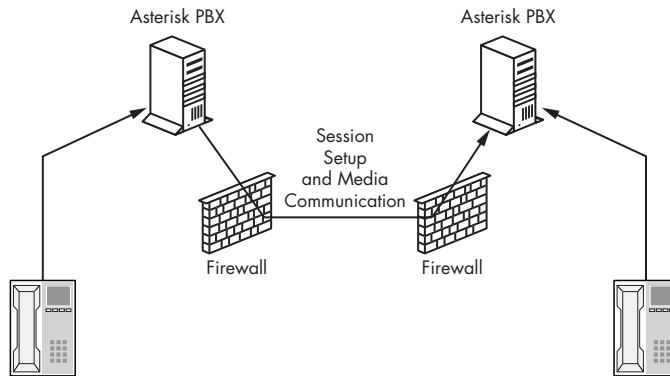 Asterisk PBX
Asterisk PBX
Session
Setup
and Media
Communication
Firewall
Firewall